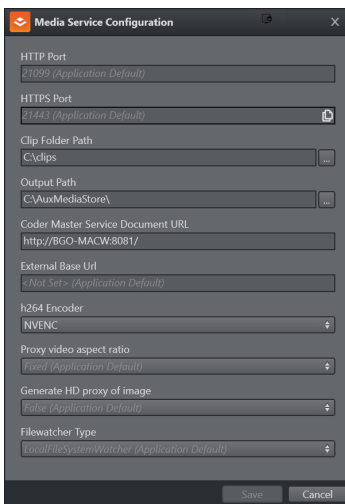 Media Service Configuration
HTTP Port
21099 (Application Default)
HTTPS Port
21443 (Application Default)
Clip Folder Path
C:\clips
...
Output Path
C:\AuxMediaStore\
...
Coder Master Service Document URL
http://BGO-MACW:8081/
External Base Url
<Not Set> (Application Default)
h264 Encoder
NVENC
Proxy video aspect ratio
Fixed (Application Default)
Generate HD proxy of image
False (Application Default)
Filewatcher Type
LocalFileSystemWatcher (Application Default)
Save Cancel